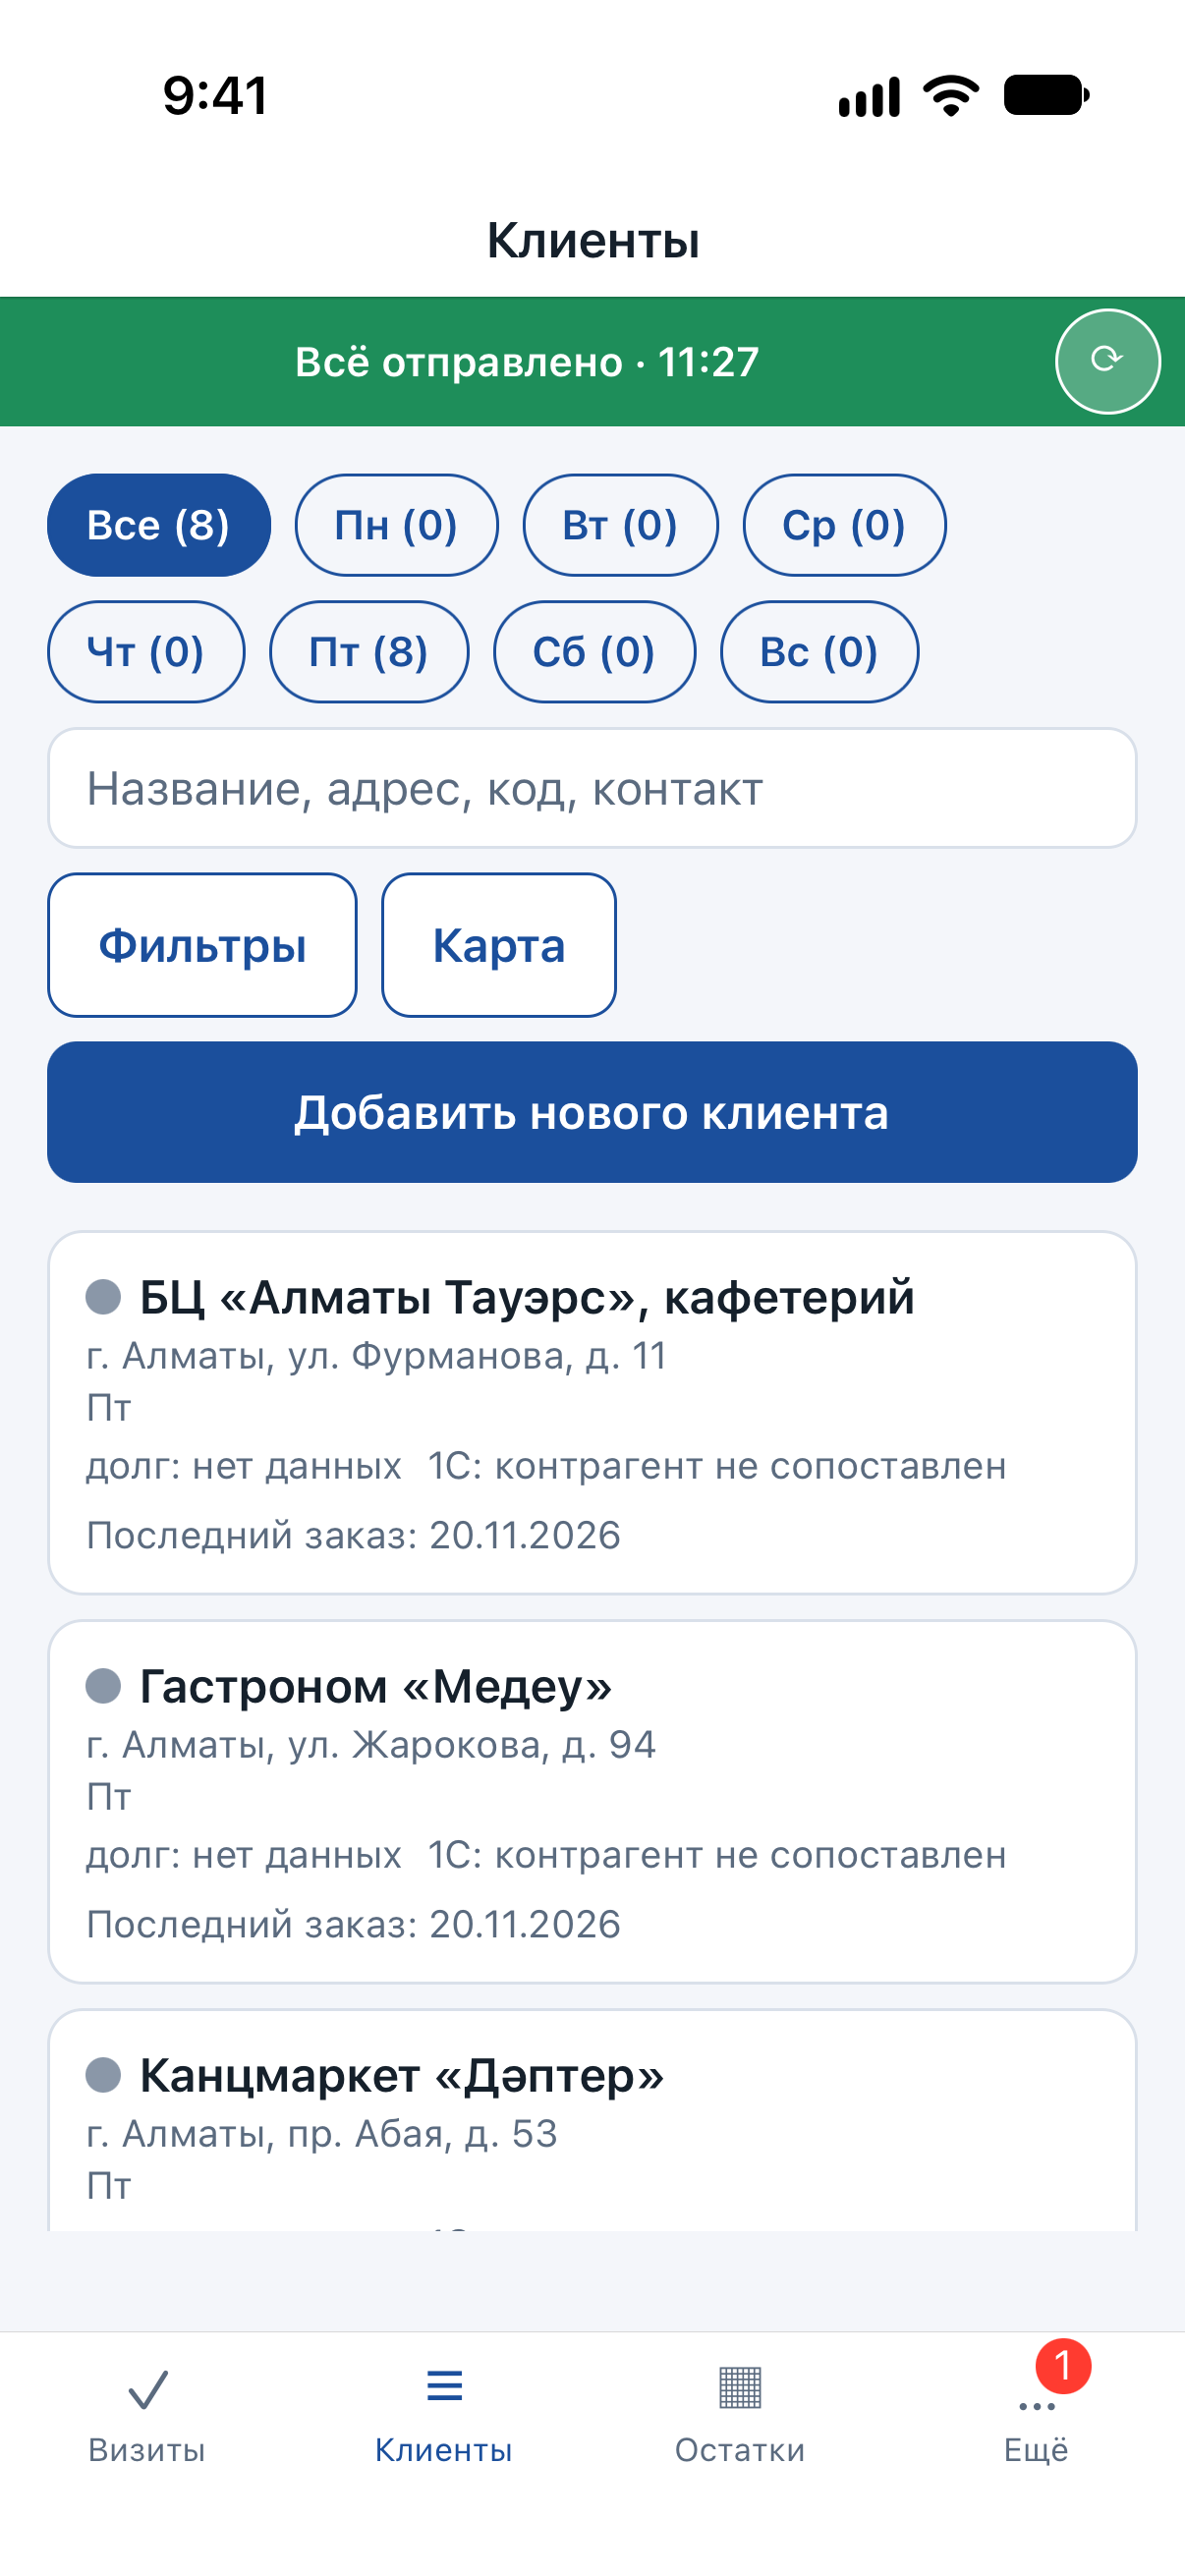 9:41
Клиенты
Всё отправлено · 11:27
Все (8) Пн (0) Вт (0) Ср (0)
Чт (0) Пт (8) Сб (0) Вс (0)
Название, адрес, код, контакт
Фильтры Карта
Добавить нового клиента
БЦ «Алматы Тауэрс», кафетерий
г. Алматы, ул. Фурманова, д. 11
Пт
долг: нет данных 1С: контрагент не сопоставлен
Последний заказ: 20.11.2026
Гастроном «Медеу»
г. Алматы, ул. Жарокова, д. 94
Пт
долг: нет данных 1С: контрагент не сопоставлен
Последний заказ: 20.11.2026
Канцмаркет «Дәптер»
г. Алматы, пр. Абая, д. 53
Пт
1
Визиты Клиенты Остатки Ещё